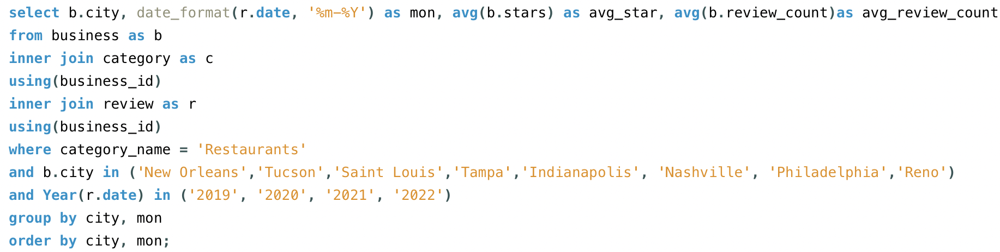 select b.city, date_format(r.date, '%m-%Y') as mon, avg(b.stars) as avg_star, avg(b.review_count)as avg_review_count
from business as b
inner join category as c
using(business_id)
inner join review as r
using(business_id)
where category_name = 'Restaurants'
and b.city in ('New Orleans','Tucson','Saint Louis','Tampa','Indianapolis', 'Nashville', 'Philadelphia','Reno')
and Year(r.date) in ('2019', '2020', '2021', '2022')
group by city, mon
order by city, mon;